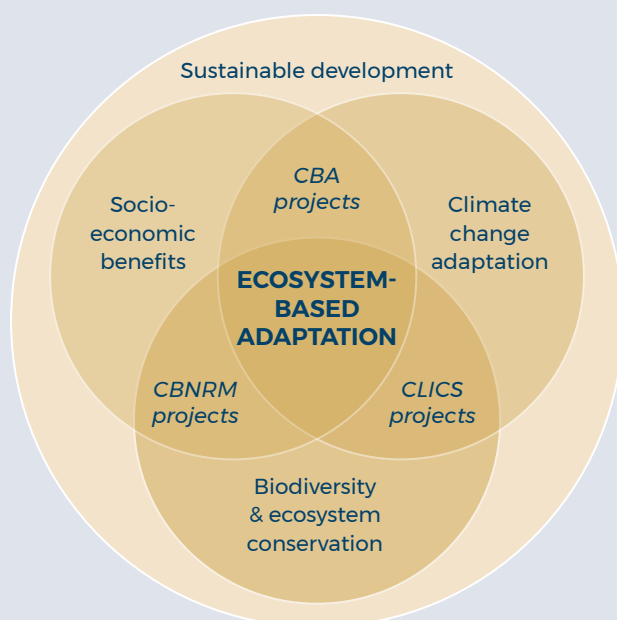 Sustainable development
CBA
projects
Socio-
economic
benefits
Climate
change
adaptation
ECOSYSTEM-
BASED
ADAPTATION
CBNRM
projects
CLICS
projects
Biodiversity
& ecosystem
conservation